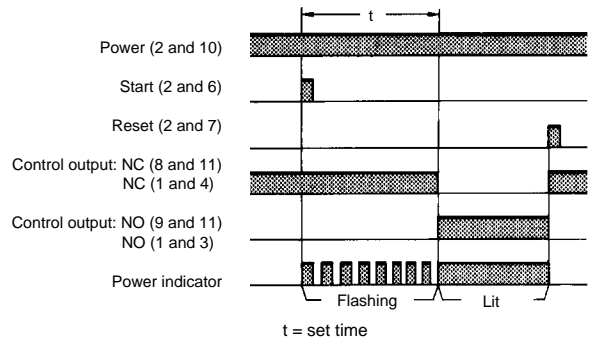 t
Power (2 and 10)
Start (2 and 6)
Reset (2 and 7)
Control output: NC (8 and 11)
NC (1 and 4)
Control output: NO (9 and 11)
NO (1 and 3)
Power indicator
Flashing
Lit
t = set time